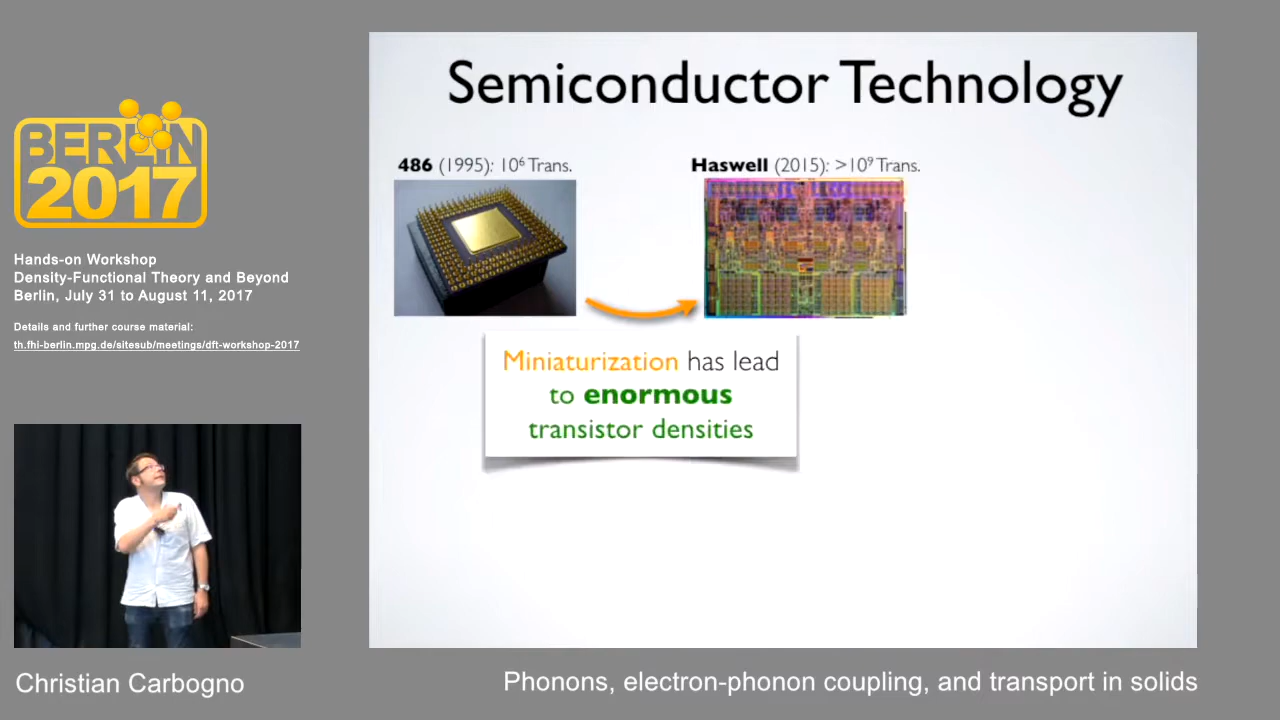 BERLIN
2017
Hands-on Workshop
Density-Functional Theory and Beyond
Berlin, July 31 to August 11, 2017
Details and further course material:
th.fhi-berlin.mpg.de/sitesub/meetings/dft-workshop-2017
Semiconductor Technology
486 (1995): 10⁶ Trans.
Haswell (2015): >10⁹ Trans.
Miniaturization has lead
to enormous
transistor densities
Christian Carbogno
Phonons, electron-phonon coupling, and transport in solids